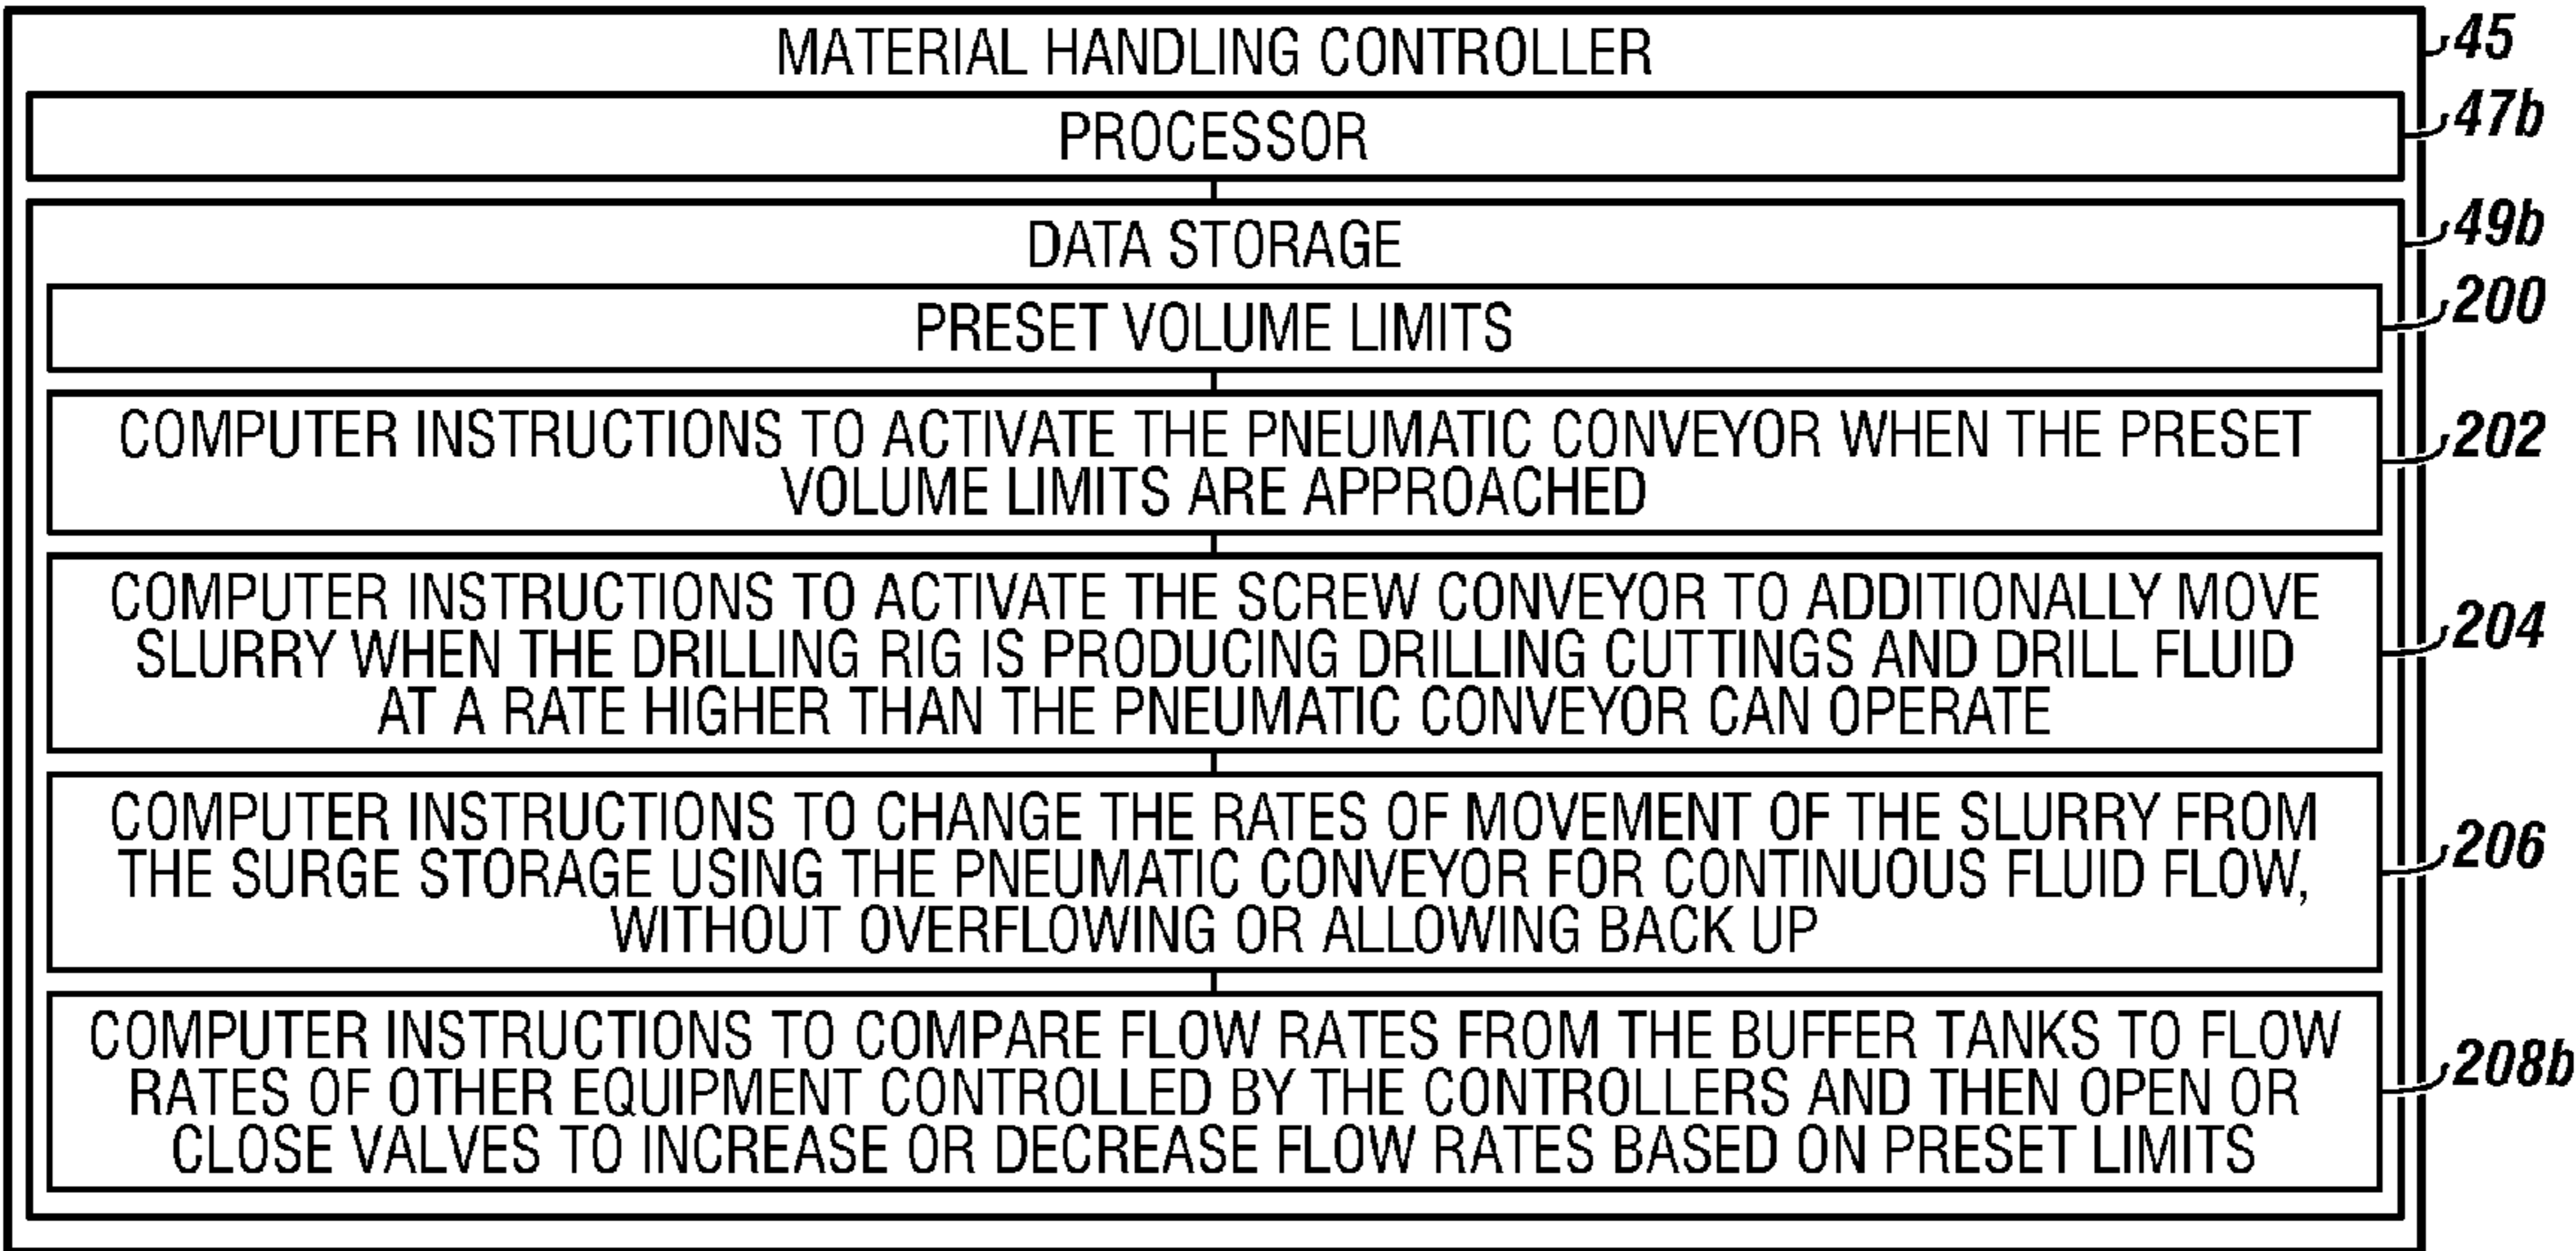 MATERIAL HANDLING CONTROLLER 45
PROCESSOR 47b
DATA STORAGE 49b
PRESET VOLUME LIMITS 200
COMPUTER INSTRUCTIONS TO ACTIVATE THE PNEUMATIC CONVEYOR WHEN THE PRESET
VOLUME LIMITS ARE APPROACHED
202
COMPUTER INSTRUCTIONS TO ACTIVATE THE SCREW CONVEYOR TO ADDITIONALLY MOVE
SLURRY WHEN THE DRILLING RIG IS PRODUCING DRILLING CUTTINGS AND DRILL FLUID
AT A RATE HIGHER THAN THE PNEUMATIC CONVEYOR CAN OPERATE
204
COMPUTER INSTRUCTIONS TO CHANGE THE RATES OF MOVEMENT OF THE SLURRY FROM
THE SURGE STORAGE USING THE PNEUMATIC CONVEYOR FOR CONTINUOUS FLUID FLOW,
WITHOUT OVERFLOWING OR ALLOWING BACK UP
206
COMPUTER INSTRUCTIONS TO COMPARE FLOW RATES FROM THE BUFFER TANKS TO FLOW
RATES OF OTHER EQUIPMENT CONTROLLED BY THE CONTROLLERS AND THEN OPEN OR
CLOSE VALVES TO INCREASE OR DECREASE FLOW RATES BASED ON PRESET LIMITS
208b